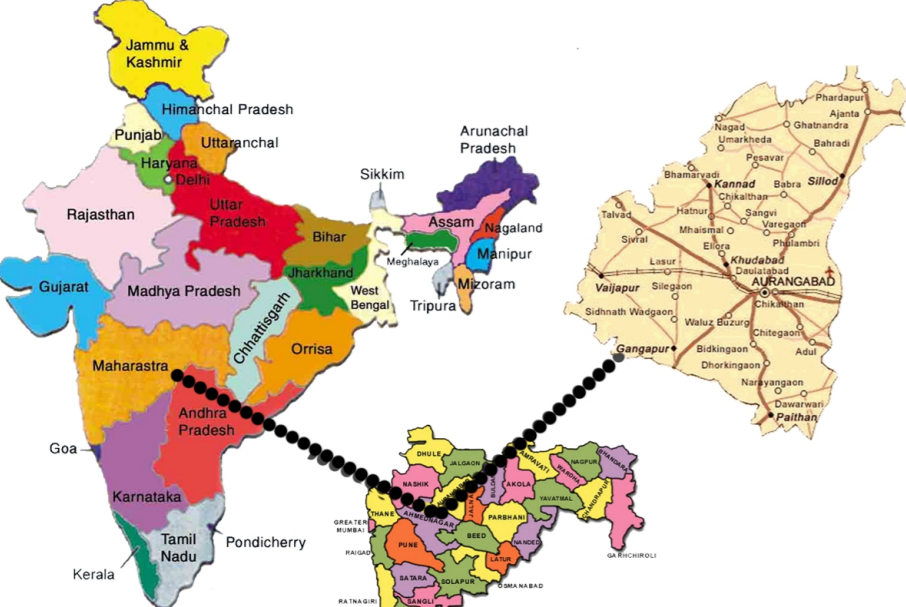 Jammu &
Kashmir
Himanchal Pradesh
Punjab
Uttaranchal
Haryana
Delhi
Rajasthan
Uttar
Pradesh
Sikkim
Arunachal
Pradesh
Assam
Nagaland
Meghalaya
Manipur
Mizoram
Tripura
Bihar
Jharkhand
West
Bengal
Gujarat
Madhya Pradesh
Chhattisgarh
Orrisa
Maharastra
Andhra
Pradesh
Goa
Karnataka
Tamil
Nadu
Pondicherry
Kerala
DHULE
JALGAON
NASHIK
AKOLA
AMRAVATI
WARDHA
NAGPUR
BHANDARA
YAVATMAL
CHANDRAPUR
GARHCHIROLI
THANE
AHMEDNAGAR
JALNA
PARBHANI
GREATER
MUMBAI
RAIGAD
PUNE
BEED
NANDED
LATUR
OSMANABAD
SATARA
SOLAPUR
RATNAGIRI
SANGLI
Phardapur
Ajanta
Nagad
Ghatnandra
Umarkheda
Bahradi
Pesavar
Bhamarvadi
Kannad
Babra
Sillod
Chikalthan
Talvad
Hatnur
Sangvi
Varegaon
Mhaismal
Sivral
Phulambri
Ellora
Khudabad
Lasur
Daulatabad
AURANGABAD
Vaijapur
Silegaon
Chikalthan
Sidhnath Wadgaon
Waluz Buzurg
Chitegaon
Gangapur
Bidkingaon
Adul
Dhorkingaon
Narayangaon
Dawarwari
Paithan